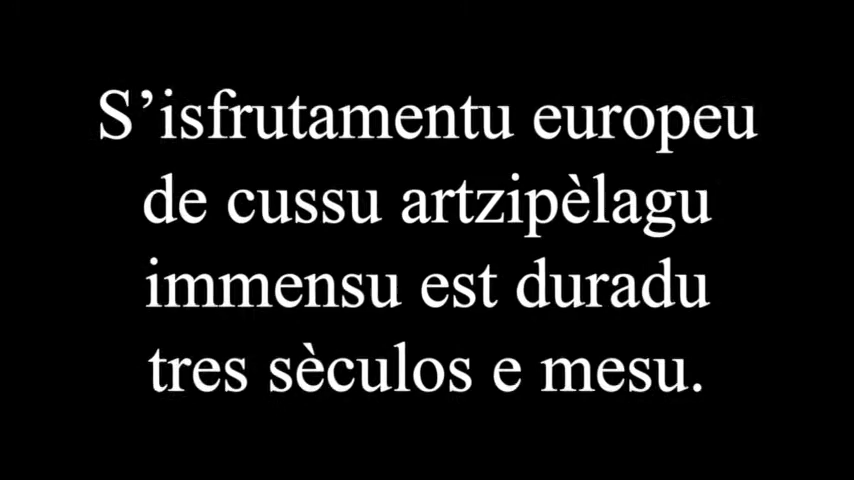 S’isfrutamentu europeu
de cussu artzipèlagu
immensu est duradu
tres sèculos e mesu.